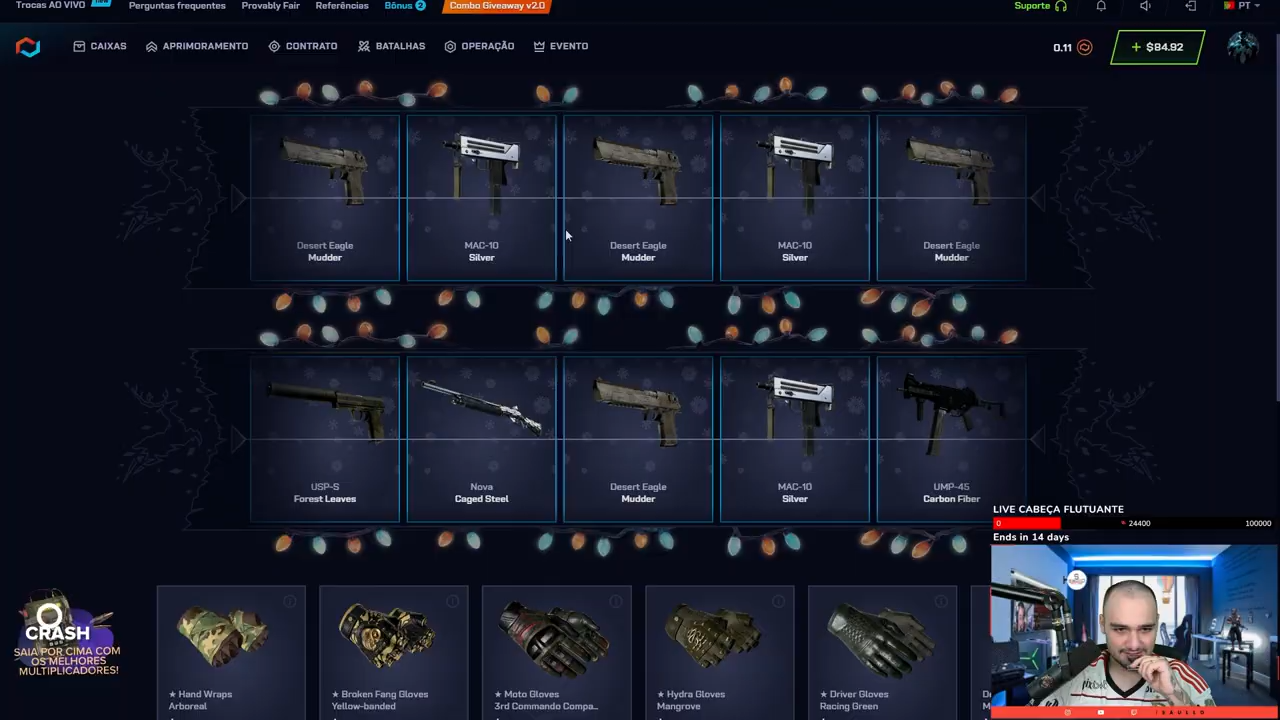 Trocas AO VIVO
Perguntas frequentes
Provably Fair
Referências
Bônus 2
Combo Giveaway v2.0
Suporte
PT
CAIXAS
APRIMORAMENTO
CONTRATO
BATALHAS
OPERAÇÃO
EVENTO
0.11
+ $84.92
Desert Eagle
Mudder
MAC-10
Silver
Desert Eagle
Mudder
MAC-10
Silver
Desert Eagle
Mudder
USP-S
Forest Leaves
Nova
Caged Steel
Desert Eagle
Mudder
MAC-10
Silver
UMP-45
Carbon Fiber
LIVE CABEÇA FLUTUANTE
0
24400
100000
Ends in 14 days
CRASH
SAIA POR CIMA COM
OS MELHORES
MULTIPLICADORES!
★ Hand Wraps
Arboreal
★ Broken Fang Gloves
Yellow-banded
★ Moto Gloves
3rd Commando Compa...
★ Hydra Gloves
Mangrove
★ Driver Gloves
Racing Green